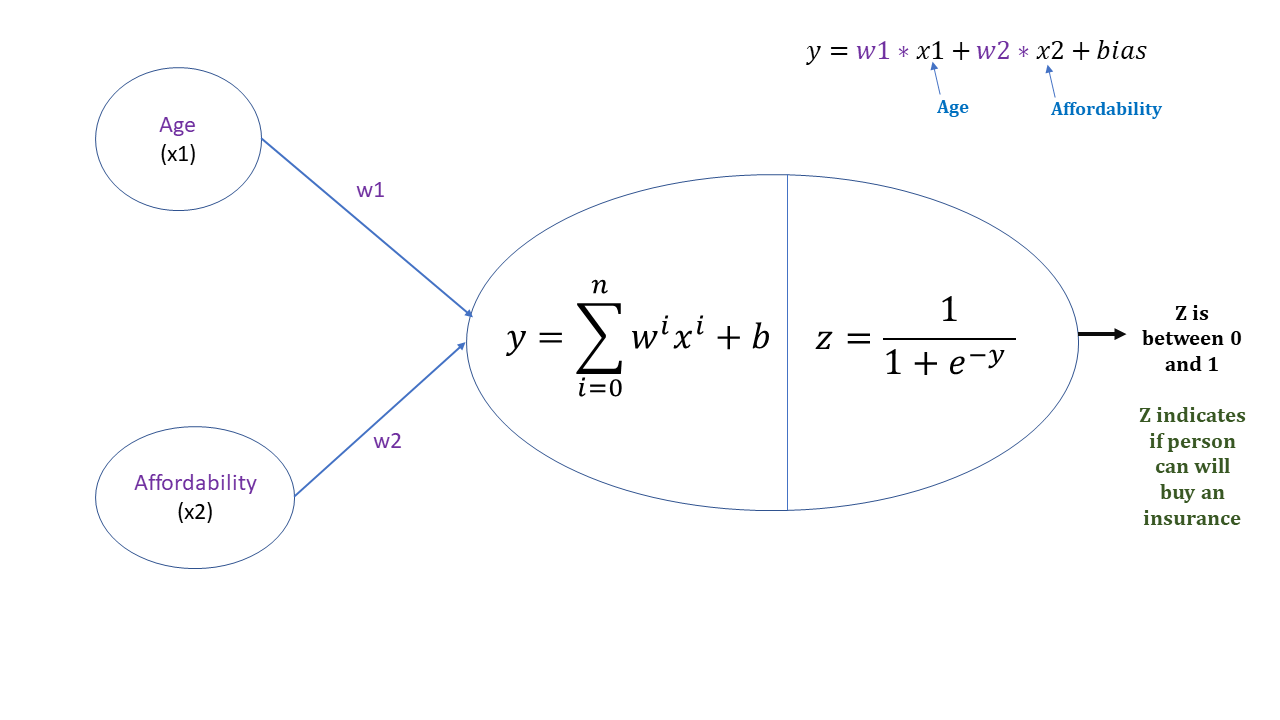 y = w1 * x1 + w2 * x2 + bias
Age
Affordability
Age
(x1)
w1
y = ∑_{i=0}^{n} w^i x^i + b
z = \frac{1}{1 + e^{-y}}
Z is
between 0
and 1
Z indicates
if person
can will
buy an
insurance
w2
Affordability
(x2)